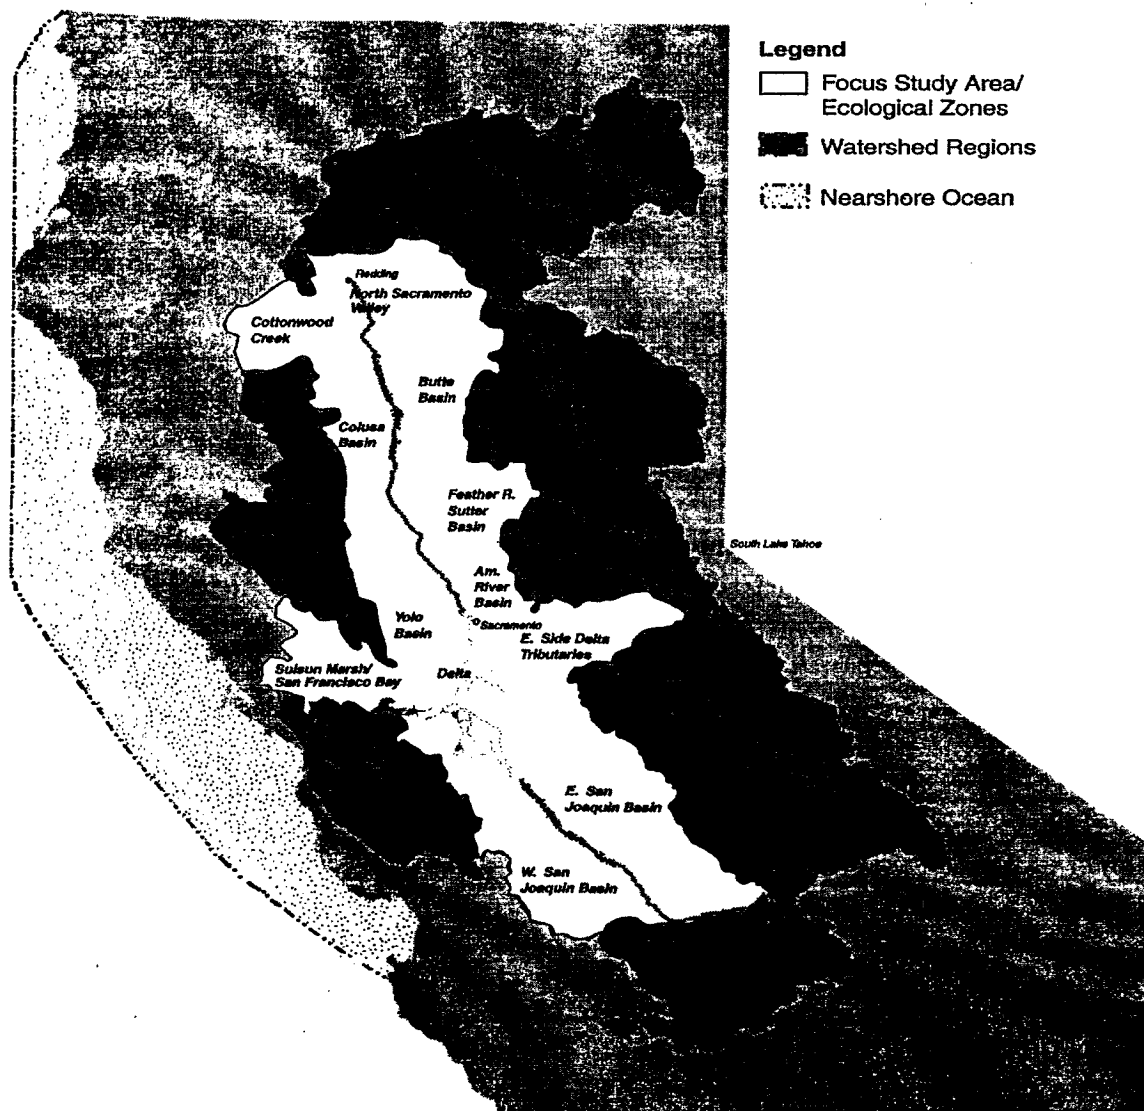 Legend
Focus Study Area/
Ecological Zones
Watershed Regions
Nearshore Ocean
Redding
North Sacramento
Valley
Cottonwood
Creek
Butte
Basin
Colusa
Basin
Feather R.
Sutter
Basin
South Lake Tahoe
Am.
River
Basin
Yolo
Basin
Sacramento
E. Side Delta
Tributaries
Suisun Marsh/
San Francisco Bay
Delta
E. San
Joaquin Basin
W. San
Joaquin Basin